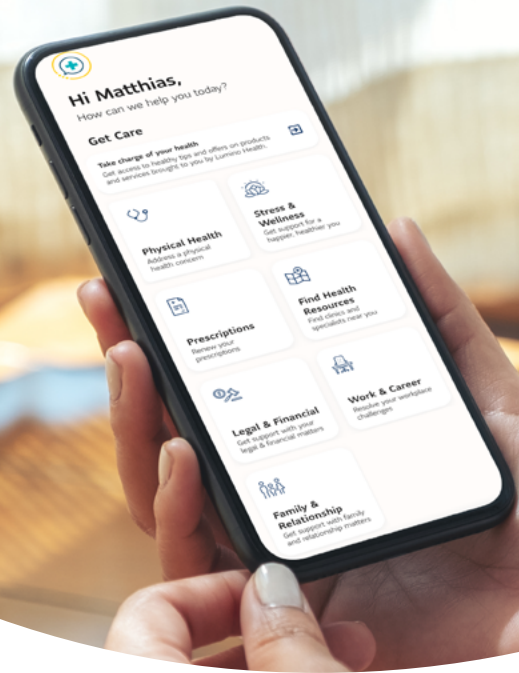 Hi Matthias,
How can we help you today?
Get Care
Take charge of your health
Get access to healthy tips and offers on products
and services brought to you by Lumino Health.
Physical Health
Address a physical
health concern
Stress &
Wellness
Get support for a
happier, healthier you
Prescriptions
Renew your
prescriptions
Find Health
Resources
Find clinics and
specialists near you
Legal & Financial
Get support with your
legal & financial matters
Work & Career
Resolve your workplace
challenges
Family &
Relationship
Get support with family
and relationship matters